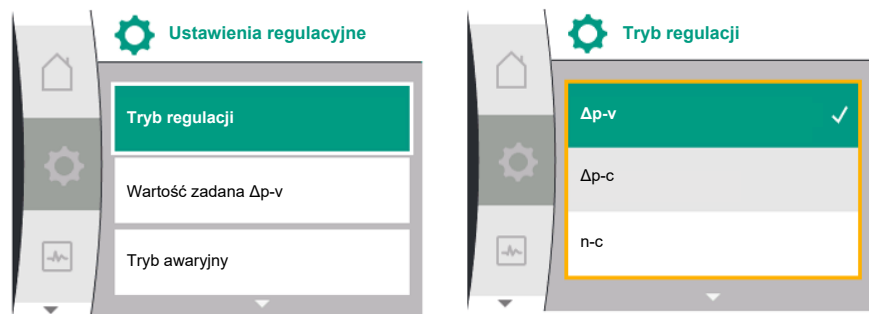 Ustawienia regulacyjne
Tryb regulacji
Wartość zadana Δp-v
Tryb awaryjny
Tryb regulacji
Δp-v
Δp-c
n-c